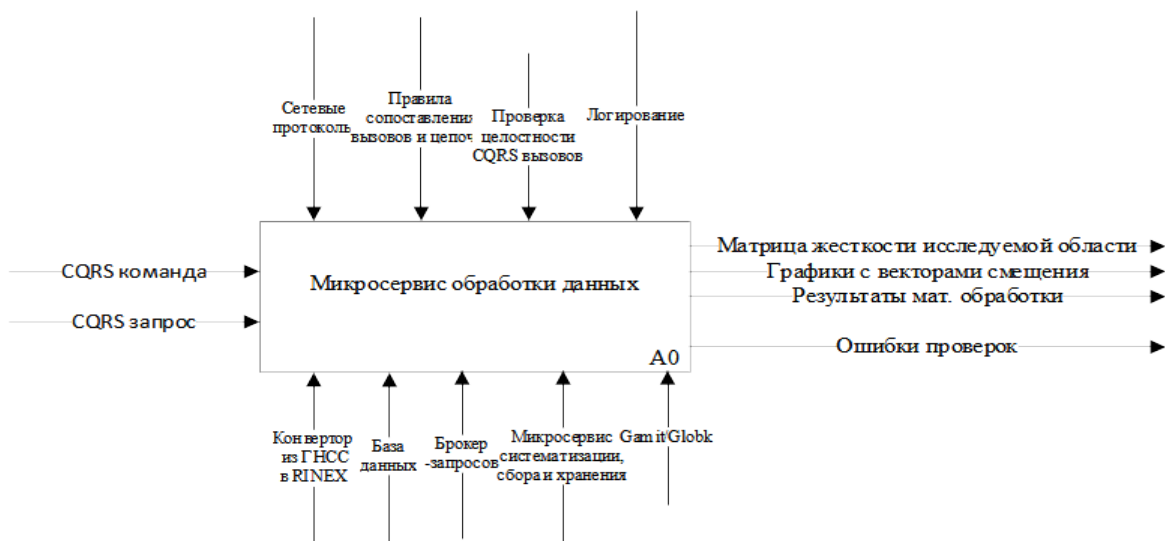 Сетевые
протоколь
Правила
сопоставления
вызовов и цепоч
Проверка
целостности
CQRS вызовов
Логирование
CQRS команда
CQRS запрос
Микросервис обработки данных
A0
Матрица жесткости исследуемой области
Графики с векторами смещения
Результаты мат. обработки
Ошибки проверок
Конвертор
из ГНСС
в RINEX
База
данных
Брокер
-запросов
Микросервис
систематизации,
сбора и хранения
Gamit/Globk